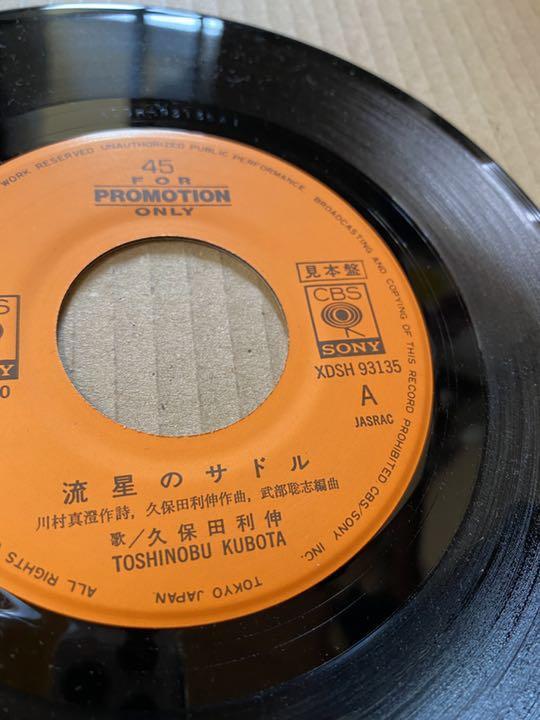 WORK RESERVED UNAUTHORIZED PUBLIC PERFORMANCE. BROADCASTING AND COPYING OF THIS RECORD PROHIBITED CBS/SONY INC.
TOKYO JAPAN.
ALL RIGHTS
45
FOR
PROMOTION
ONLY
見本盤
CBS
SONY
XDSH 93135
A
JASRAC
流星のサドル
川村真澄作詩, 久保田利伸作曲, 武部聡志編曲
歌/久保田利伸
TOSHINOBU KUBOTA